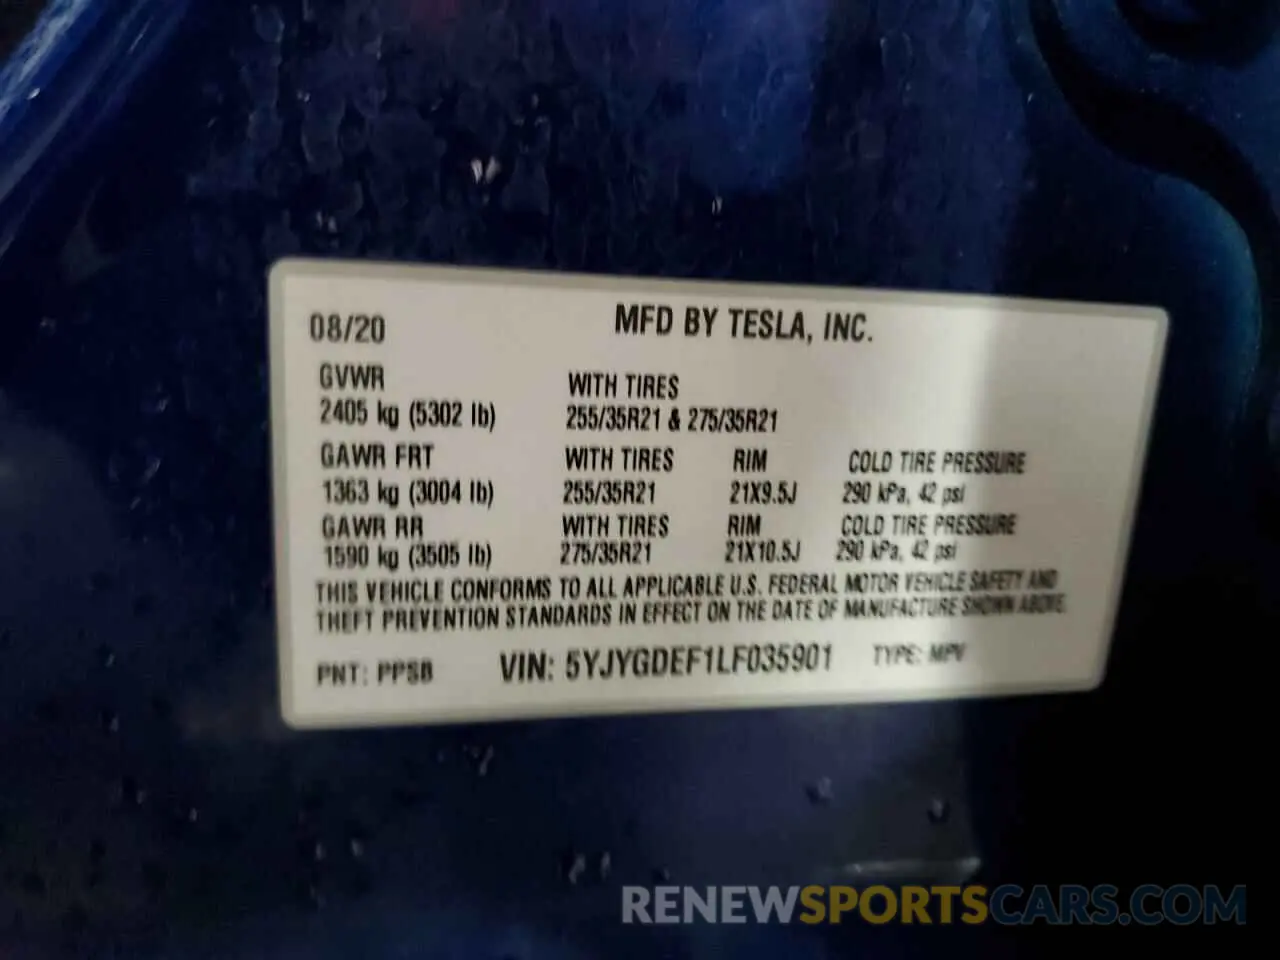 08/20 MFD BY TESLA, INC.
GVWR WITH TIRES
2405 kg (5302 lb) 255/35R21 & 275/35R21
GAWR FRT WITH TIRES RIM COLD TIRE PRESSURE
1363 kg (3004 lb) 255/35R21 21X9.5J 290 kPa, 42 psi
GAWR RR WITH TIRES RIM COLD TIRE PRESSURE
1590 kg (3505 lb) 275/35R21 21X10.5J 290 kPa, 42 psi
THIS VEHICLE CONFORMS TO ALL APPLICABLE U.S. FEDERAL MOTOR VEHICLE SAFETY AND
THEFT PREVENTION STANDARDS IN EFFECT ON THE DATE OF MANUFACTURE SHOWN ABOVE.
PNT: PPSB VIN: 5YJYGDEF1LF035901 TYPE: MPV
RENEWSPORTSCARS.COM